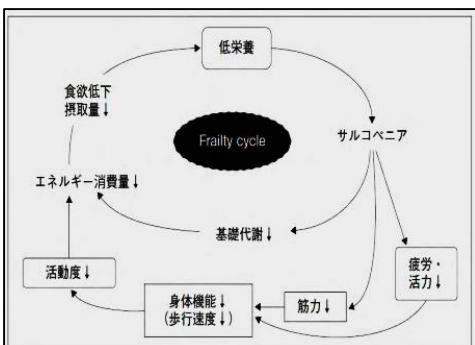 低栄養
食欲低下
摂取量↓
Frailty cycle
サルコペニア
エネルギー消費量↓
基礎代謝↓
疲労・
活力↓
活動度↓
身体機能↓
(歩行速度↓)
筋力↓